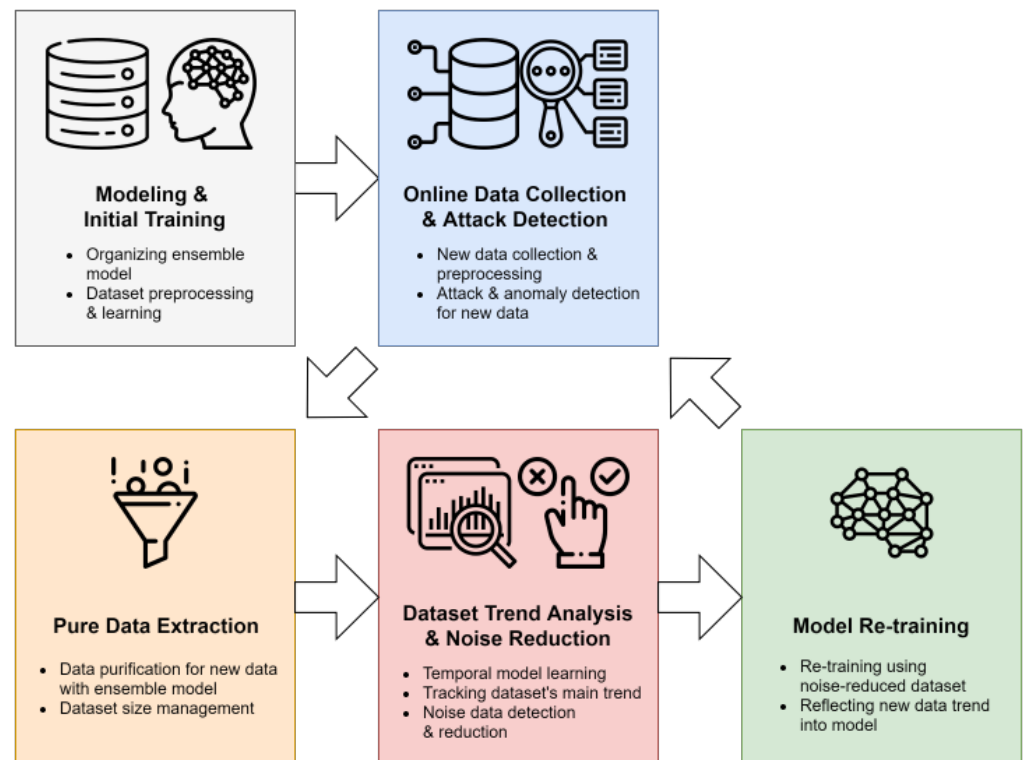 Modeling &
Initial Training
• Organizing ensemble
model
• Dataset preprocessing
& learning
Online Data Collection
& Attack Detection
• New data collection &
preprocessing
• Attack & anomaly detection
for new data
Pure Data Extraction
• Data purification for new data
with ensemble model
• Dataset size management
Dataset Trend Analysis
& Noise Reduction
• Temporal model learning
• Tracking dataset's main trend
• Noise data detection
& reduction
Model Re-training
• Re-training using
noise-reduced dataset
• Reflecting new data trend
into model